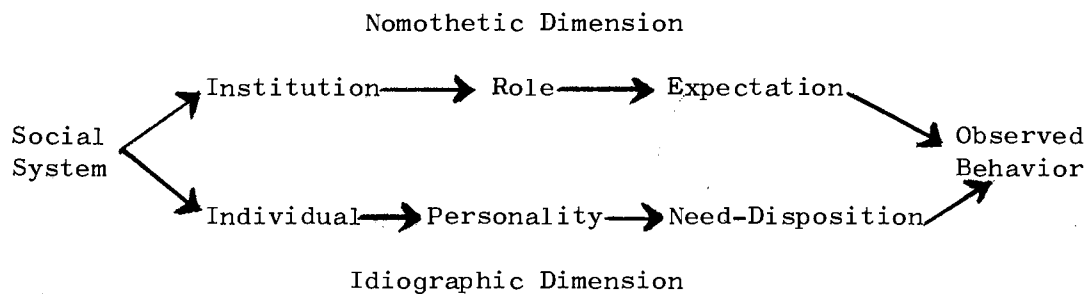 Nomothetic Dimension
Institution Role Expectation
Social System
Observed Behavior
Individual Personality Need-Disposition
Idiographic Dimension